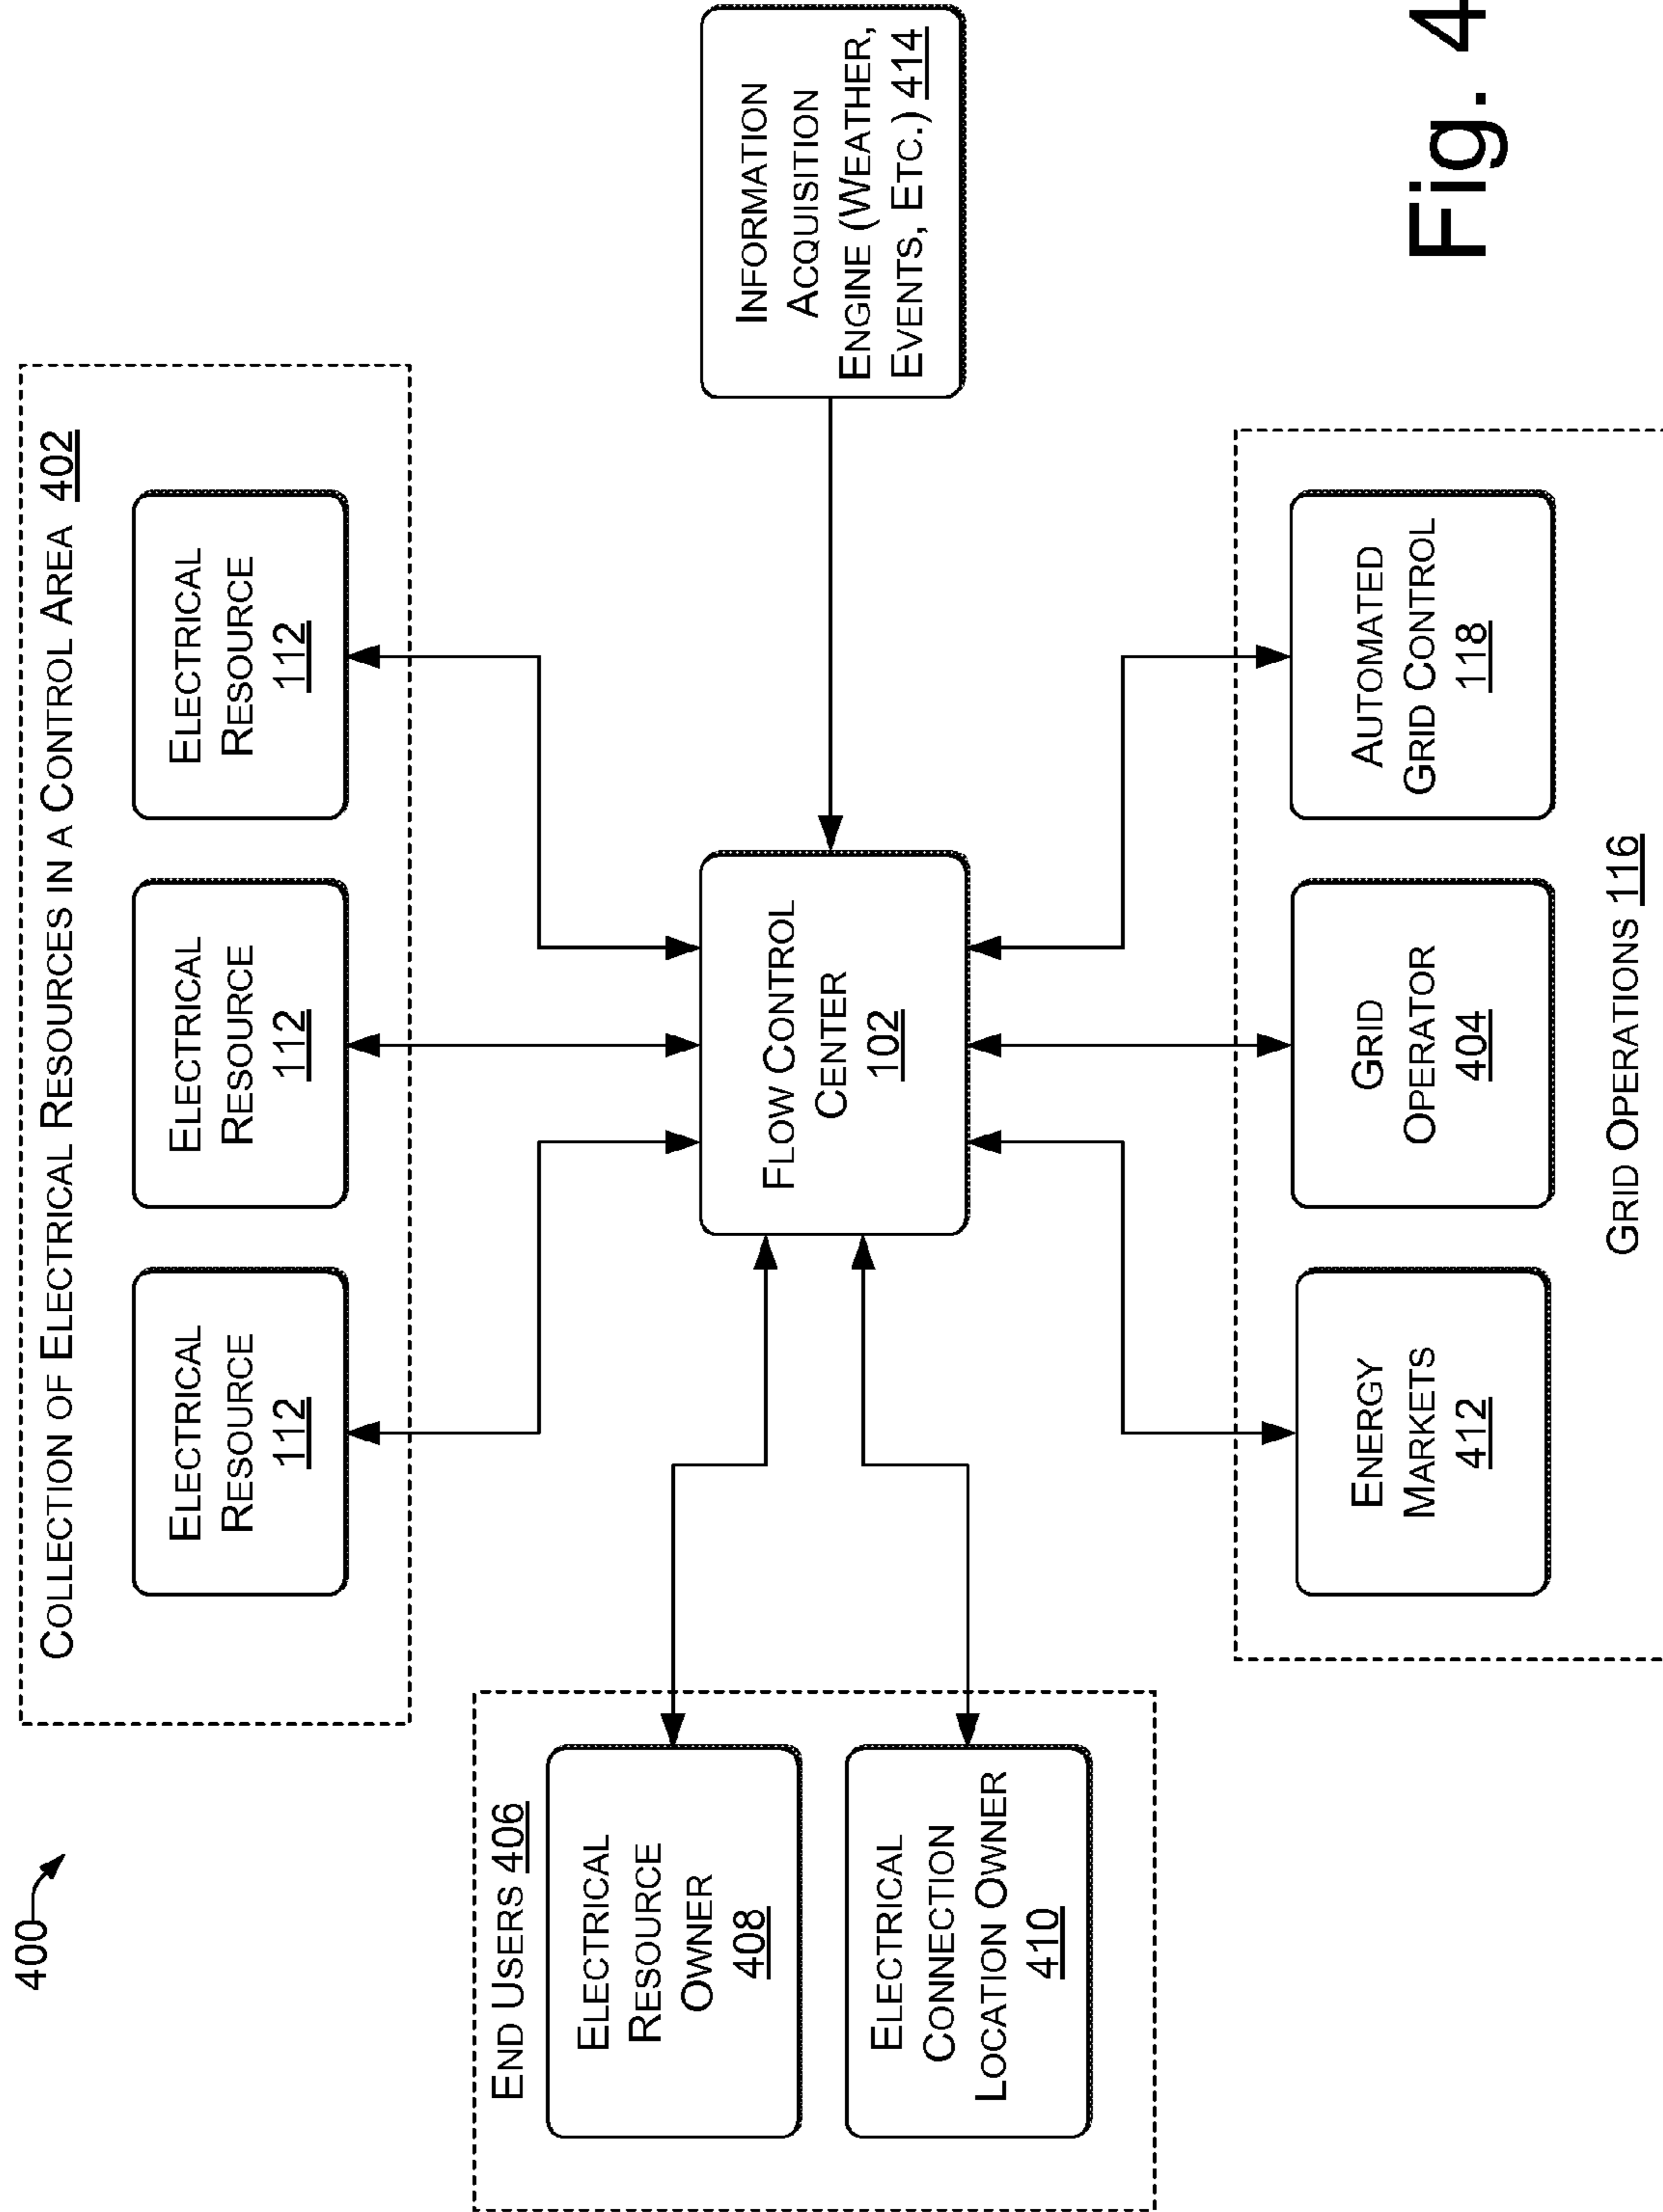 400
COLLECTION OF ELECTRICAL RESOURCES IN A CONTROL AREA 402
ELECTRICAL
RESOURCE
112
ELECTRICAL
RESOURCE
112
ELECTRICAL
RESOURCE
112
END USERS 406
ELECTRICAL
RESOURCE
OWNER
408
ELECTRICAL
CONNECTION
LOCATION OWNER
410
FLOW CONTROL
CENTER
102
INFORMATION
ACQUISITION
ENGINE (WEATHER,
EVENTS, ETC.) 414
ENERGY
MARKETS
412
GRID
OPERATOR
404
AUTOMATED
GRID CONTROL
118
GRID OPERATIONS 116
Fig. 4